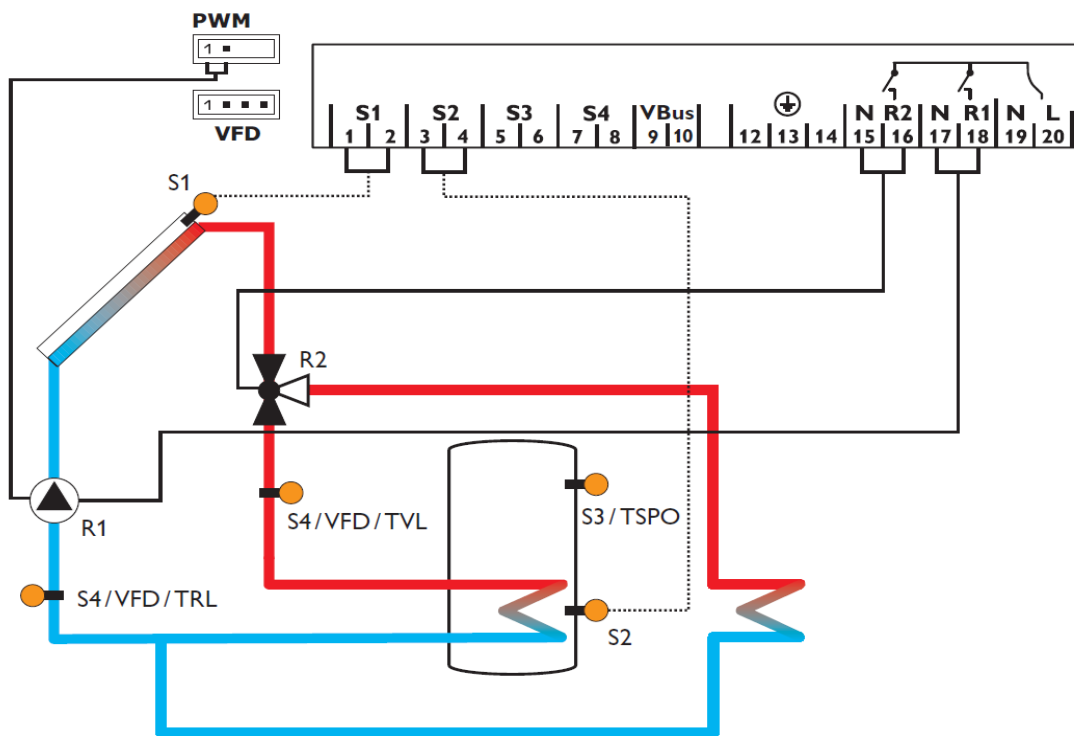 PWM
1
1
VFD
S1 S2 S3 S4 VBus N R2 N R1 N L
1 2 3 4 5 6 7 8 9 10 12 13 14 15 16 17 18 19 20
S1
R2
S4 / VFD / TVL
S3 / TSPO
R1
S4 / VFD / TRL
S2